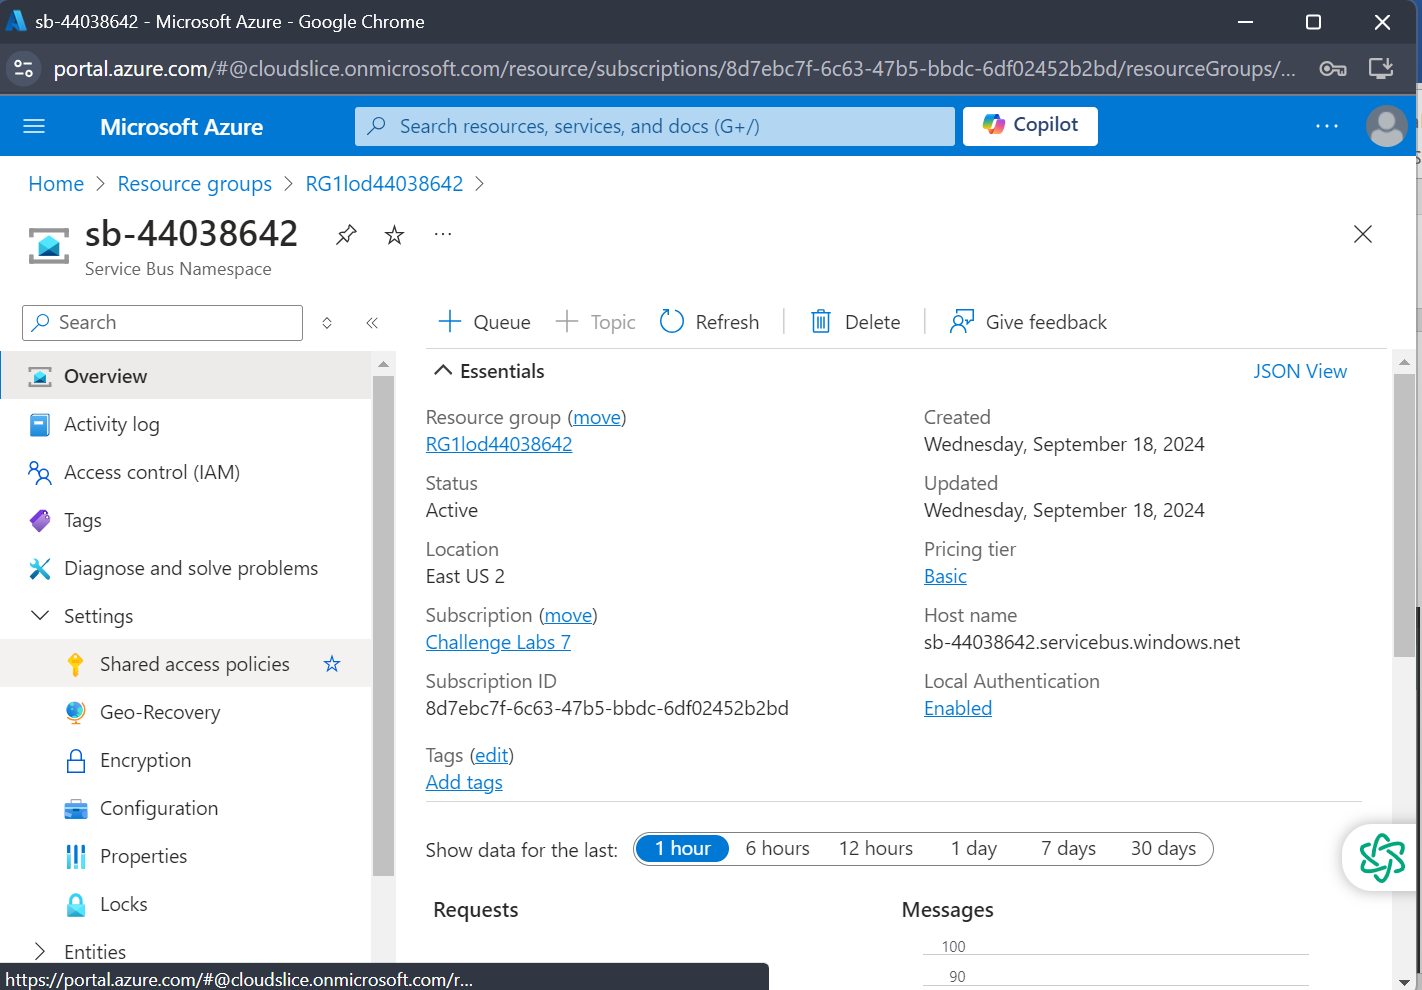 sb-44038642 - Microsoft Azure - Google Chrome
portal.azure.com/#@cloudslice.onmicrosoft.com/resource/subscriptions/8d7ebc7f-6c63-47b5-bbdc-6df02452b2bd/resourceGroups/...
Microsoft Azure
Search resources, services, and docs (G+/)
Copilot
Home > Resource groups > RG1lod44038642 >
sb-44038642
Service Bus Namespace
Search
Overview
Activity log
Access control (IAM)
Tags
Diagnose and solve problems
Settings
Shared access policies
Geo-Recovery
Encryption
Configuration
Properties
Locks
Entities
Queue
Topic
Refresh
Delete
Give feedback
Essentials
JSON View
Resource group (move)
RG1lod44038642
Status
Active
Location
East US 2
Subscription (move)
Challenge Labs 7
Subscription ID
8d7ebc7f-6c63-47b5-bbdc-6df02452b2bd
Tags (edit)
Add tags
Created
Wednesday, September 18, 2024
Updated
Wednesday, September 18, 2024
Pricing tier
Basic
Host name
sb-44038642.servicebus.windows.net
Local Authentication
Enabled
Show data for the last:
1 hour
6 hours
12 hours
1 day
7 days
30 days
Requests
Messages
100
90
https://portal.azure.com/#@cloudslice.onmicrosoft.com/r...